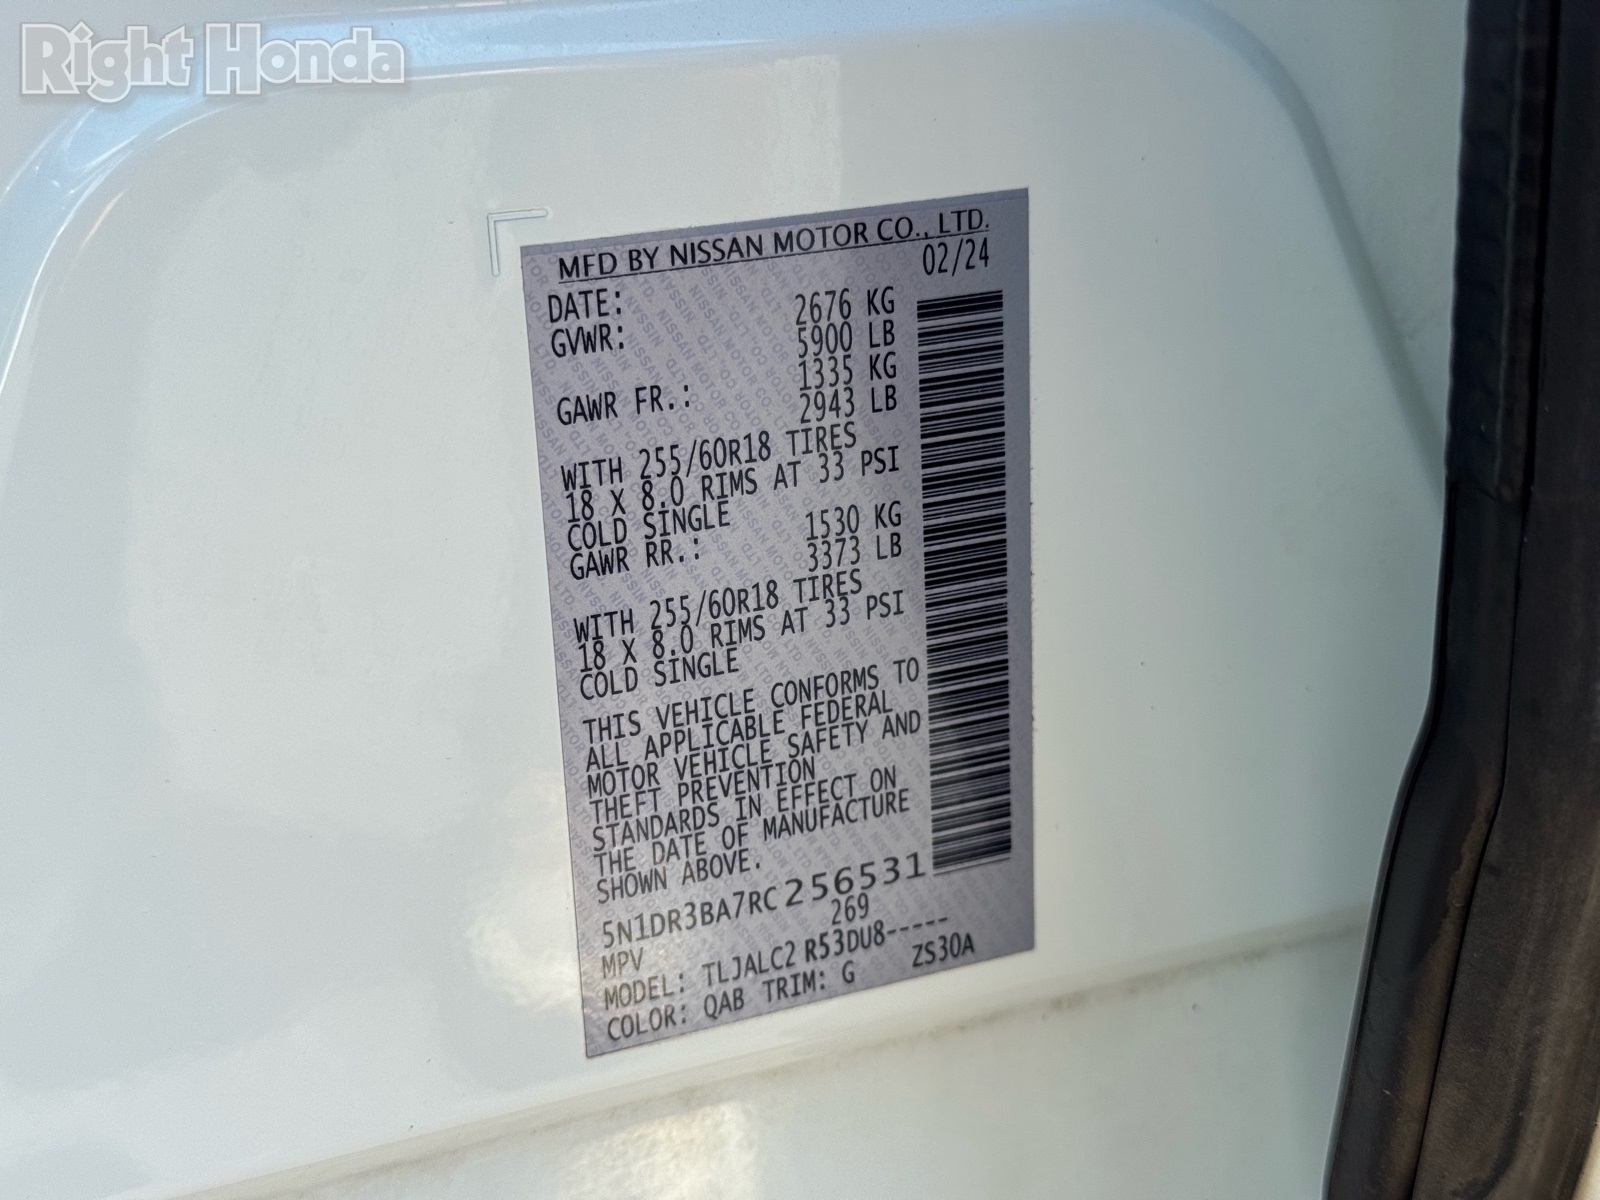 Right Honda
MFD BY NISSAN MOTOR CO., LTD.
DATE: 02/24
GVWR: 2676 KG
5900 LB
GAWR FR.: 1335 KG
2943 LB
WITH 255/60R18 TIRES
18 X 8.0 RIMS AT 33 PSI
COLD SINGLE
GAWR RR.: 1530 KG
3373 LB
WITH 255/60R18 TIRES
18 X 8.0 RIMS AT 33 PSI
COLD SINGLE
THIS VEHICLE CONFORMS TO
ALL APPLICABLE FEDERAL
MOTOR VEHICLE SAFETY AND
THEFT PREVENTION
STANDARDS IN EFFECT ON
THE DATE OF MANUFACTURE
SHOWN ABOVE.
5N1DR3BA7RC256531
MPV 269
MODEL: TLJALC2 R53DU8-----
COLOR: QAB TRIM: G ZS30A